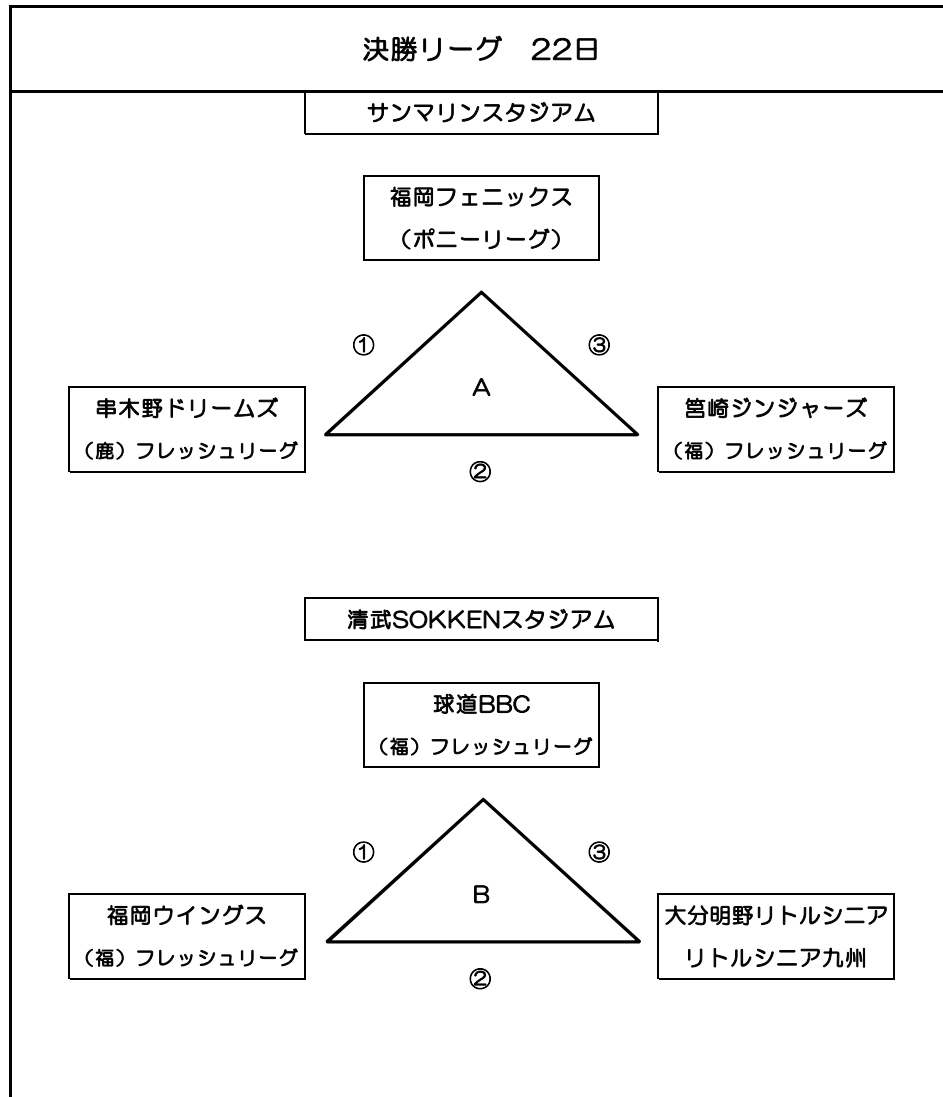 決勝リーグ　22日
サンマリンスタジアム
福岡フェニックス
（ポニーリーグ）
①
③
A
串木野ドリームズ
（鹿）フレッシュリーグ
筥崎ジンジャーズ
（福）フレッシュリーグ
②
清武SOKKENスタジアム
球道BBC
（福）フレッシュリーグ
①
③
B
福岡ウイングス
（福）フレッシュリーグ
大分明野リトルシニア
リトルシニア九州
②